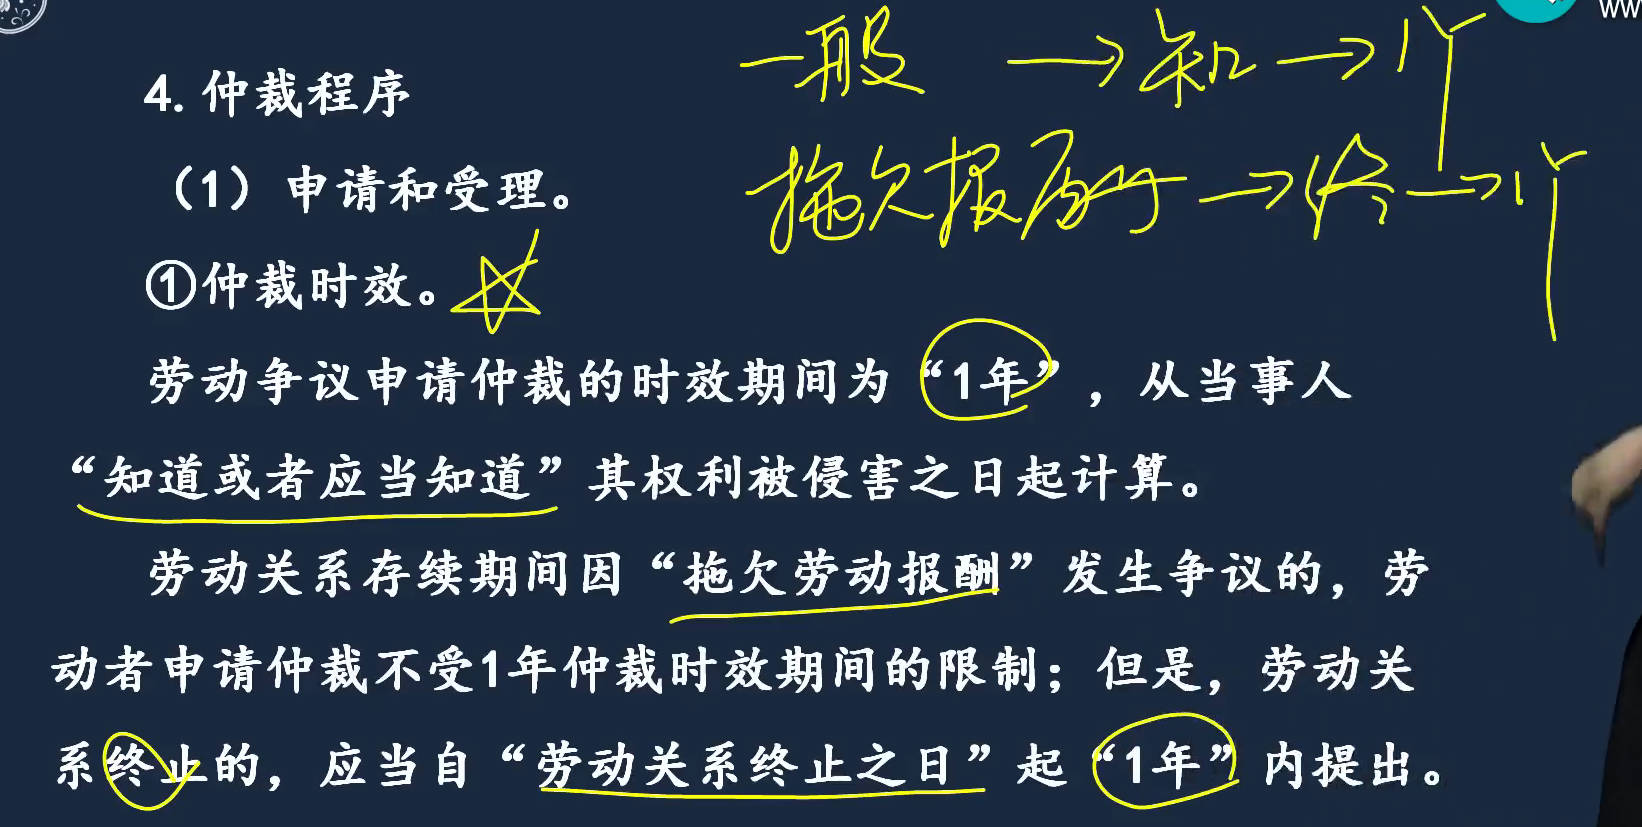 一般 → 知 → 1年
WW
4. 仲裁程序
拖欠报酬 → 终 → 1年
（1）申请和受理。
①仲裁时效。
劳动争议申请仲裁的时效期间为“1年”，从当事人
“知道或者应当知道”其权利被侵害之日起计算。
劳动关系存续期间因“拖欠劳动报酬”发生争议的，劳
动者申请仲裁不受1年仲裁时效期间的限制；但是，劳动关
系终止的，应当自“劳动关系终止之日”起“1年”内提出。